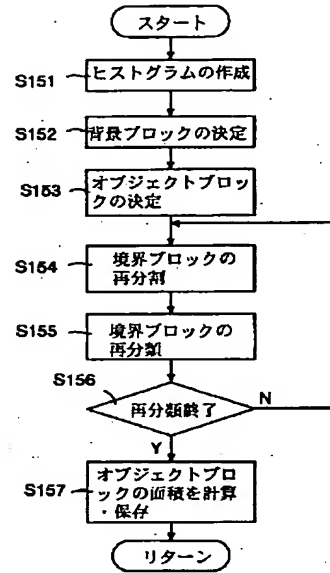 スタート
S151
ヒストグラムの作成
S152
背景ブロックの決定
S153
オブジェクトブロッ
クの決定
S154
境界ブロックの
再分割
S155
境界ブロックの
再分類
S156
再分類終了
N
Y
S157
オブジェクトブロ
ックの面積を計算
・保存
リターン